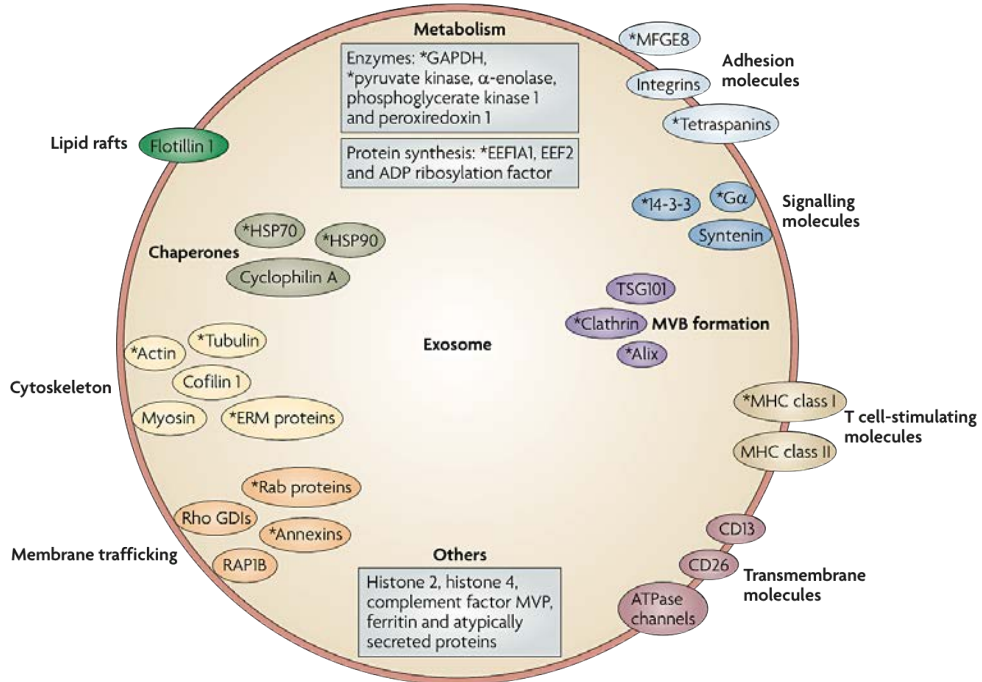 Metabolism
Enzymes: *GAPDH,
*pyruvate kinase, α-enolase,
phosphoglycerate kinase 1
and peroxiredoxin 1
Protein synthesis: *EEF1A1, EEF2
and ADP ribosylation factor
*MFGE8
Integrins
*Tetraspanins
Adhesion
molecules
Lipid rafts
Flotillin 1
*14-3-3
*Gα
Syntenin
Signalling
molecules
Chaperones
*HSP70
*HSP90
Cyclophilin A
TSG101
*Clathrin
*Alix
MVB formation
Exosome
Cytoskeleton
*Actin
*Tubulin
Cofilin 1
Myosin
*ERM proteins
*MHC class I
MHC class II
T cell-stimulating
molecules
Membrane trafficking
*Rab proteins
Rho GDIs
*Annexins
RAP1B
CD13
CD26
ATPase
channels
Transmembrane
molecules
Others
Histone 2, histone 4,
complement factor MVP,
ferritin and atypically
secreted proteins